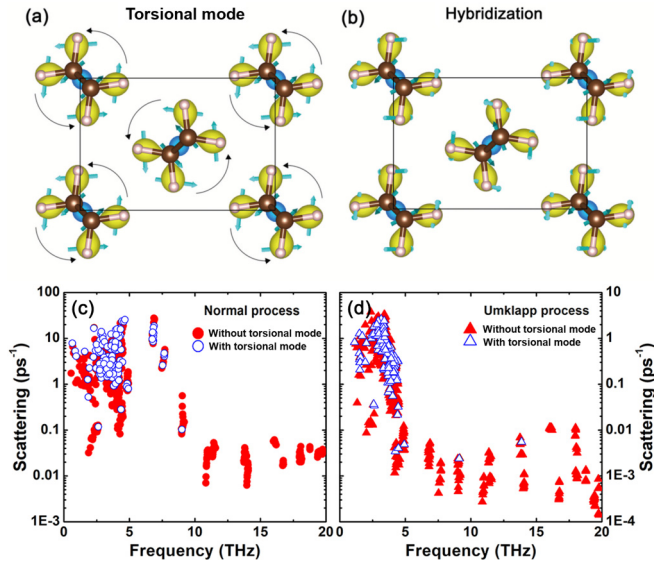 (a) Torsional mode
(b) Hybridization
(c) Normal process
Without torsional mode
With torsional mode
Scattering (ps⁻¹)
100
10
1
0.1
0.01
1E-3
0 5 10 15 20
Frequency (THz)
(d) Umklapp process
Without torsional mode
With torsional mode
Scattering (ps⁻¹)
10
1
0.1
0.01
1E-3
1E-4
0 5 10 15 20
Frequency (THz)